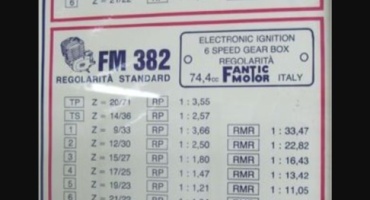 6 Z = 21/22
FM 382
REGOLARITÀ STANDARD
ELECTRONIC IGNITION
6 SPEED GEAR BOX
REGOLARITÀ
74,4cc FANTIC MOTOR ITALY
TP Z = 20/71 RP 1 : 3,55
TS Z = 14/36 RP 1 : 2,57
1 Z = 9/33 RP 1 : 3,66 RMR 1 : 33,47
2 Z = 12/30 RP 1 : 2,50 RMR 1 : 22,82
3 Z = 15/27 RP 1 : 1,80 RMR 1 : 16,43
4 Z = 17/25 RP 1 : 1,47 RMR 1 : 13,42
5 Z = 19/23 RP 1 : 1,21 RMR 1 : 11,05
6 Z = 21/22